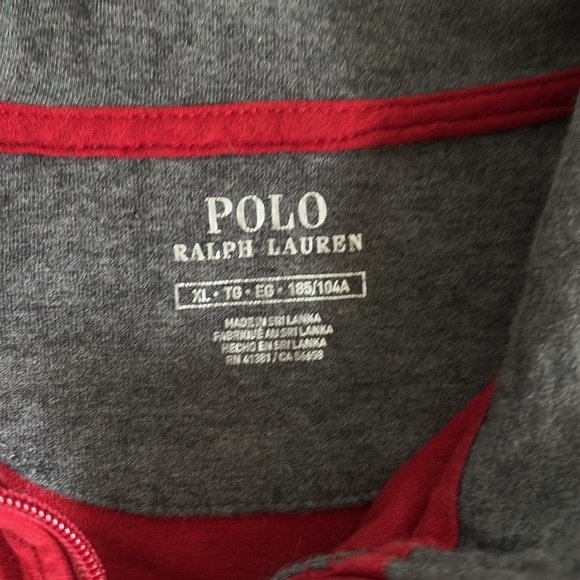 POLO
RALPH LAUREN
XL • TG • EG • 185/104A
MADE IN SRI LANKA
FABRIQUÉ AU SRI LANKA
HECHO EN SRI LANKA
RN 41381 / CA 56658